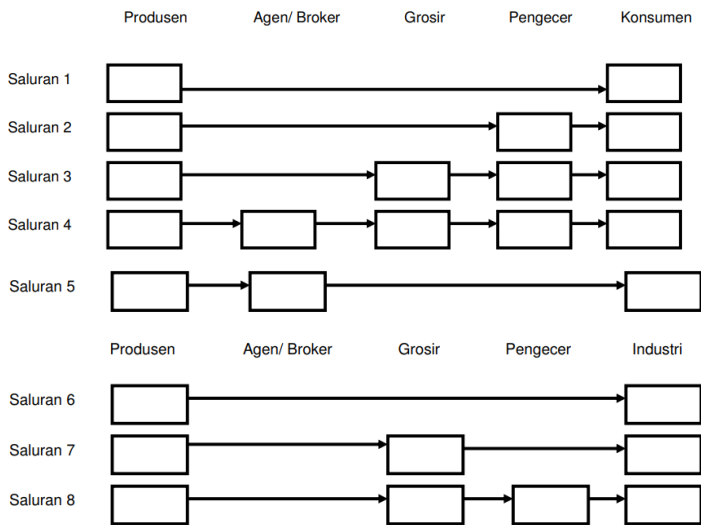 Produsen Agen/ Broker Grosir Pengecer Konsumen
Saluran 1
Saluran 2
Saluran 3
Saluran 4
Saluran 5
Produsen Agen/ Broker Grosir Pengecer Industri
Saluran 6
Saluran 7
Saluran 8